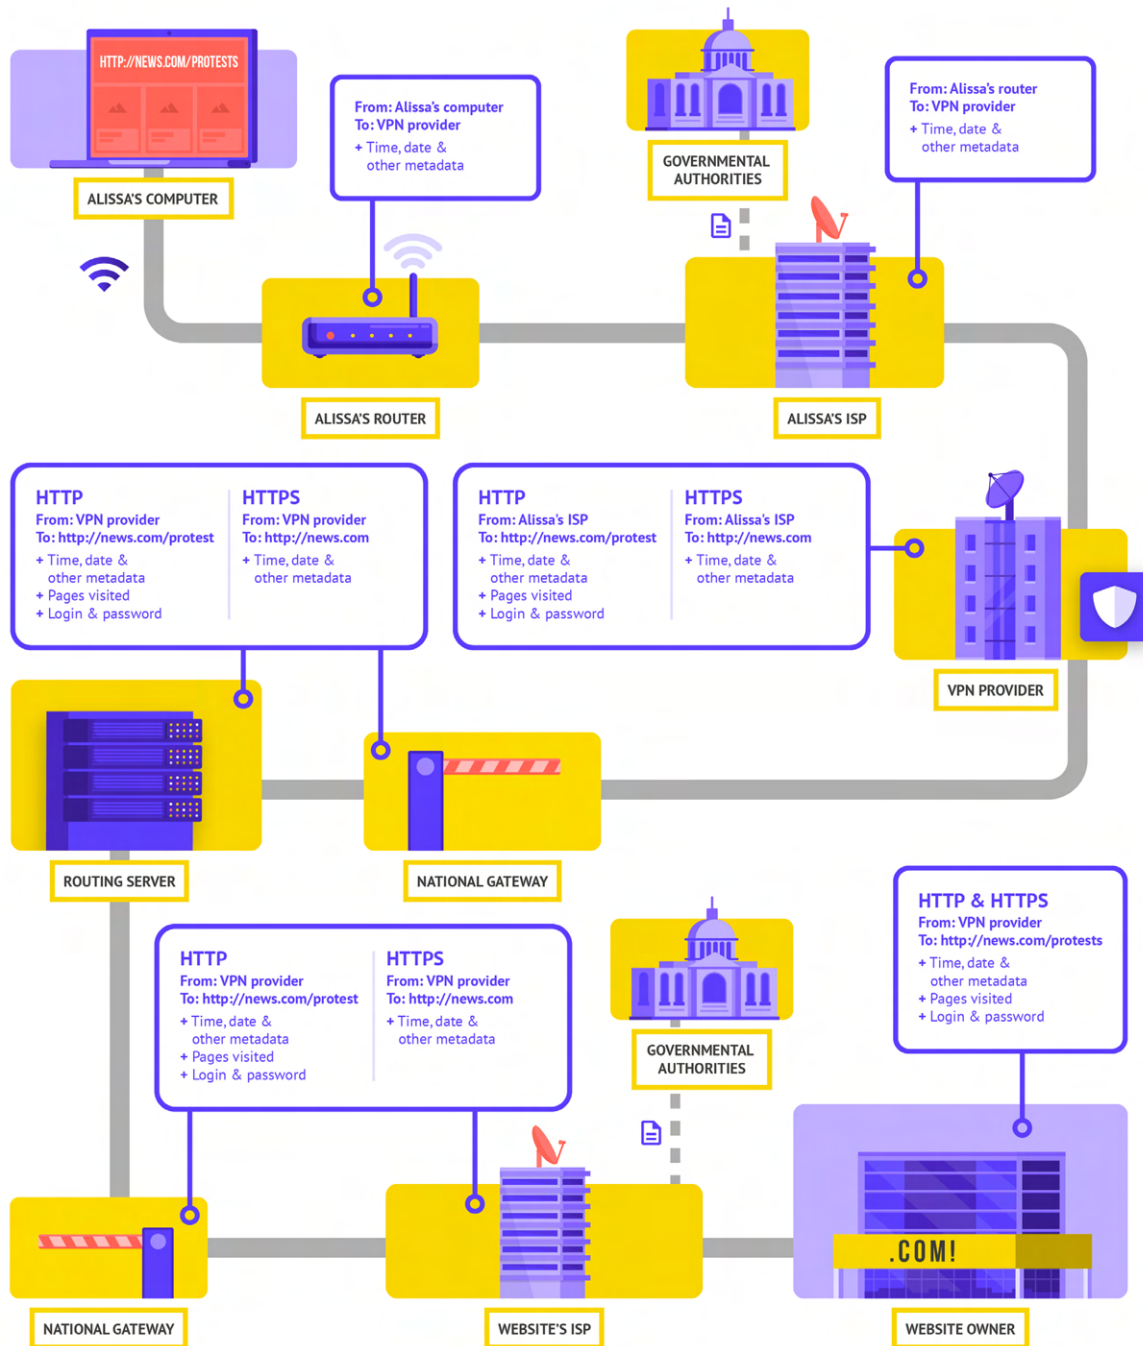 HTTP://NEWS.COM/PROTESTS
ALISSA'S COMPUTER
From: Alissa's computer
To: VPN provider
+ Time, date &
other metadata
GOVERNMENTAL
AUTHORITIES
From: Alissa's router
To: VPN provider
+ Time, date &
other metadata
ALISSA'S ROUTER
ALISSA'S ISP
HTTP
From: VPN provider
To: http://news.com/protest
+ Time, date &
other metadata
+ Pages visited
+ Login & password
HTTPS
From: VPN provider
To: http://news.com
+ Time, date &
other metadata
HTTP
From: Alissa's ISP
To: http://news.com/protest
+ Time, date &
other metadata
+ Pages visited
+ Login & password
HTTPS
From: Alissa's ISP
To: http://news.com
+ Time, date &
other metadata
VPN PROVIDER
ROUTING SERVER
NATIONAL GATEWAY
HTTP
From: VPN provider
To: http://news.com/protest
+ Time, date &
other metadata
+ Pages visited
+ Login & password
HTTPS
From: VPN provider
To: http://news.com
+ Time, date &
other metadata
GOVERNMENTAL
AUTHORITIES
HTTP & HTTPS
From: VPN provider
To: http://news.com/protests
+ Time, date &
other metadata
+ Pages visited
+ Login & password
.COM!
NATIONAL GATEWAY
WEBSITE'S ISP
WEBSITE OWNER